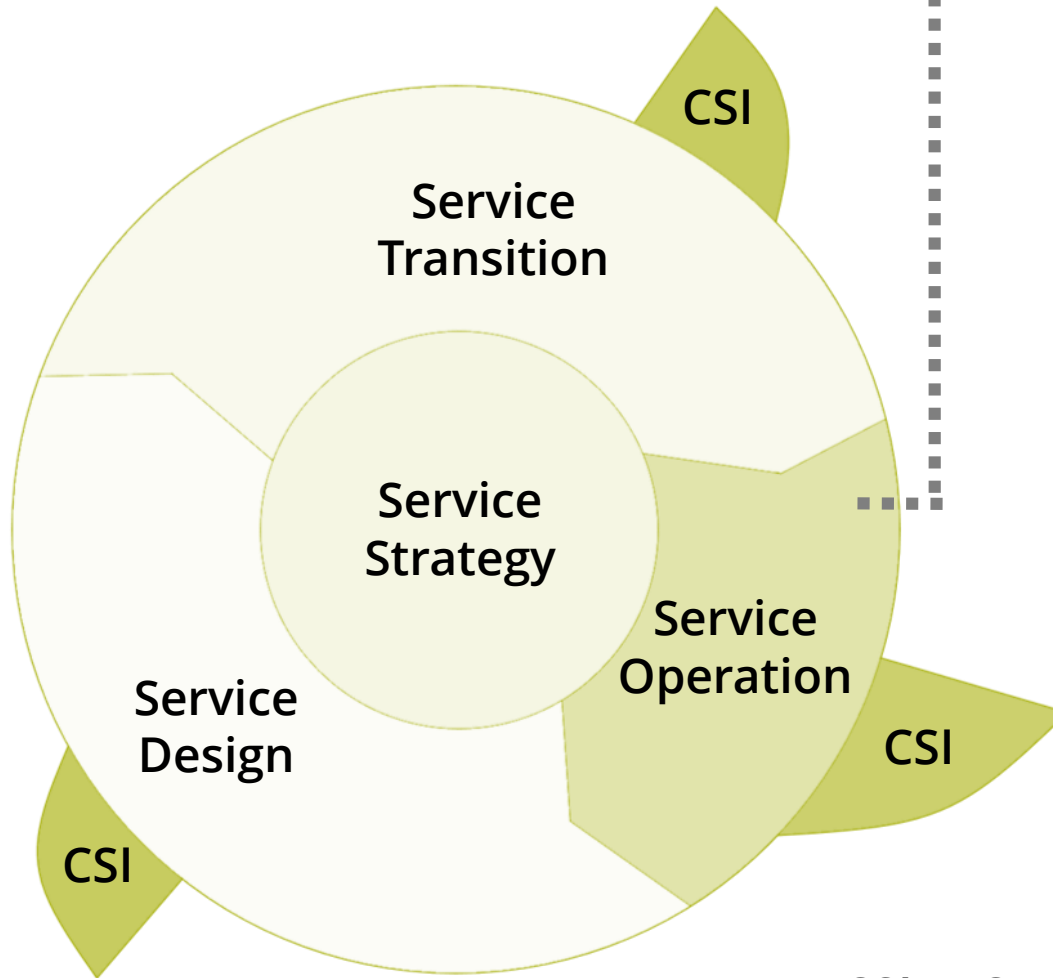 CSI
Service
Transition
Service
Strategy
Service
Operation
Service
Design
CSI
CSI